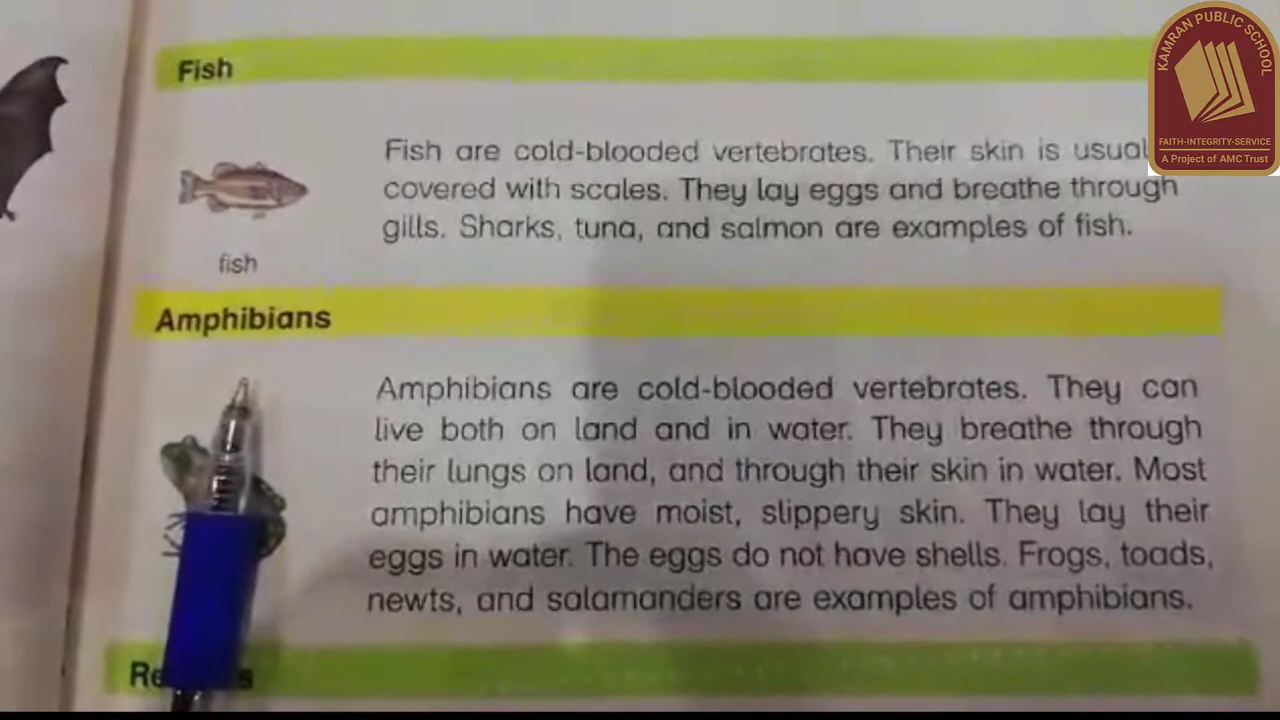 Fish
KAMRAN PUBLIC SCHOOL
FAITH-INTEGRITY-SERVICE
A Project of AMC Trust
Fish are cold-blooded vertebrates. Their skin is
covered with scales. They lay eggs and breathe through
gills. Sharks, tuna, and salmon are examples of fish.
fish
Amphibians
Amphibians are cold-blooded vertebrates. They can
live both on land and in water. They breathe through
their lungs on land, and through their skin in water. Most
amphibians have moist, slippery skin. They lay their
eggs in water. The eggs do not have shells. Frogs, toads,
newts, and salamanders are examples of amphibians.